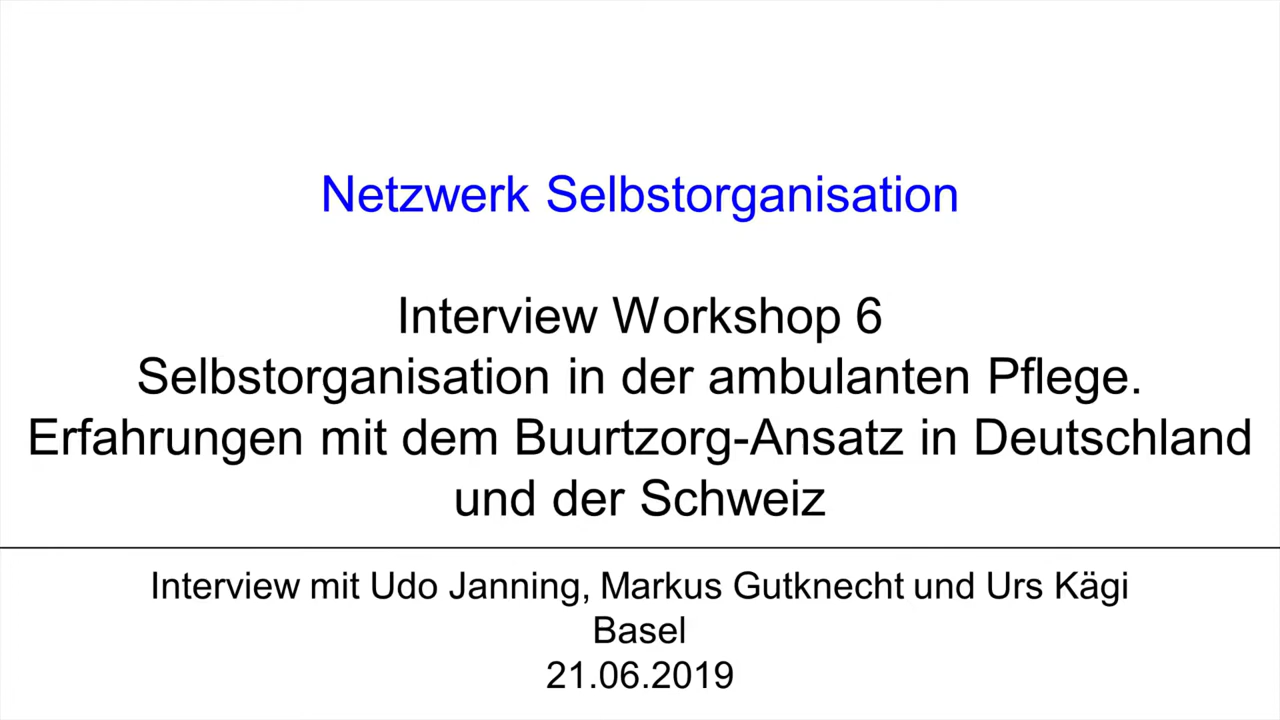 Netzwerk Selbstorganisation
Interview Workshop 6
Selbstorganisation in der ambulanten Pflege.
Erfahrungen mit dem Buurtzorg-Ansatz in Deutschland
und der Schweiz
Interview mit Udo Janning, Markus Gutknecht und Urs Kägi
Basel
21.06.2019